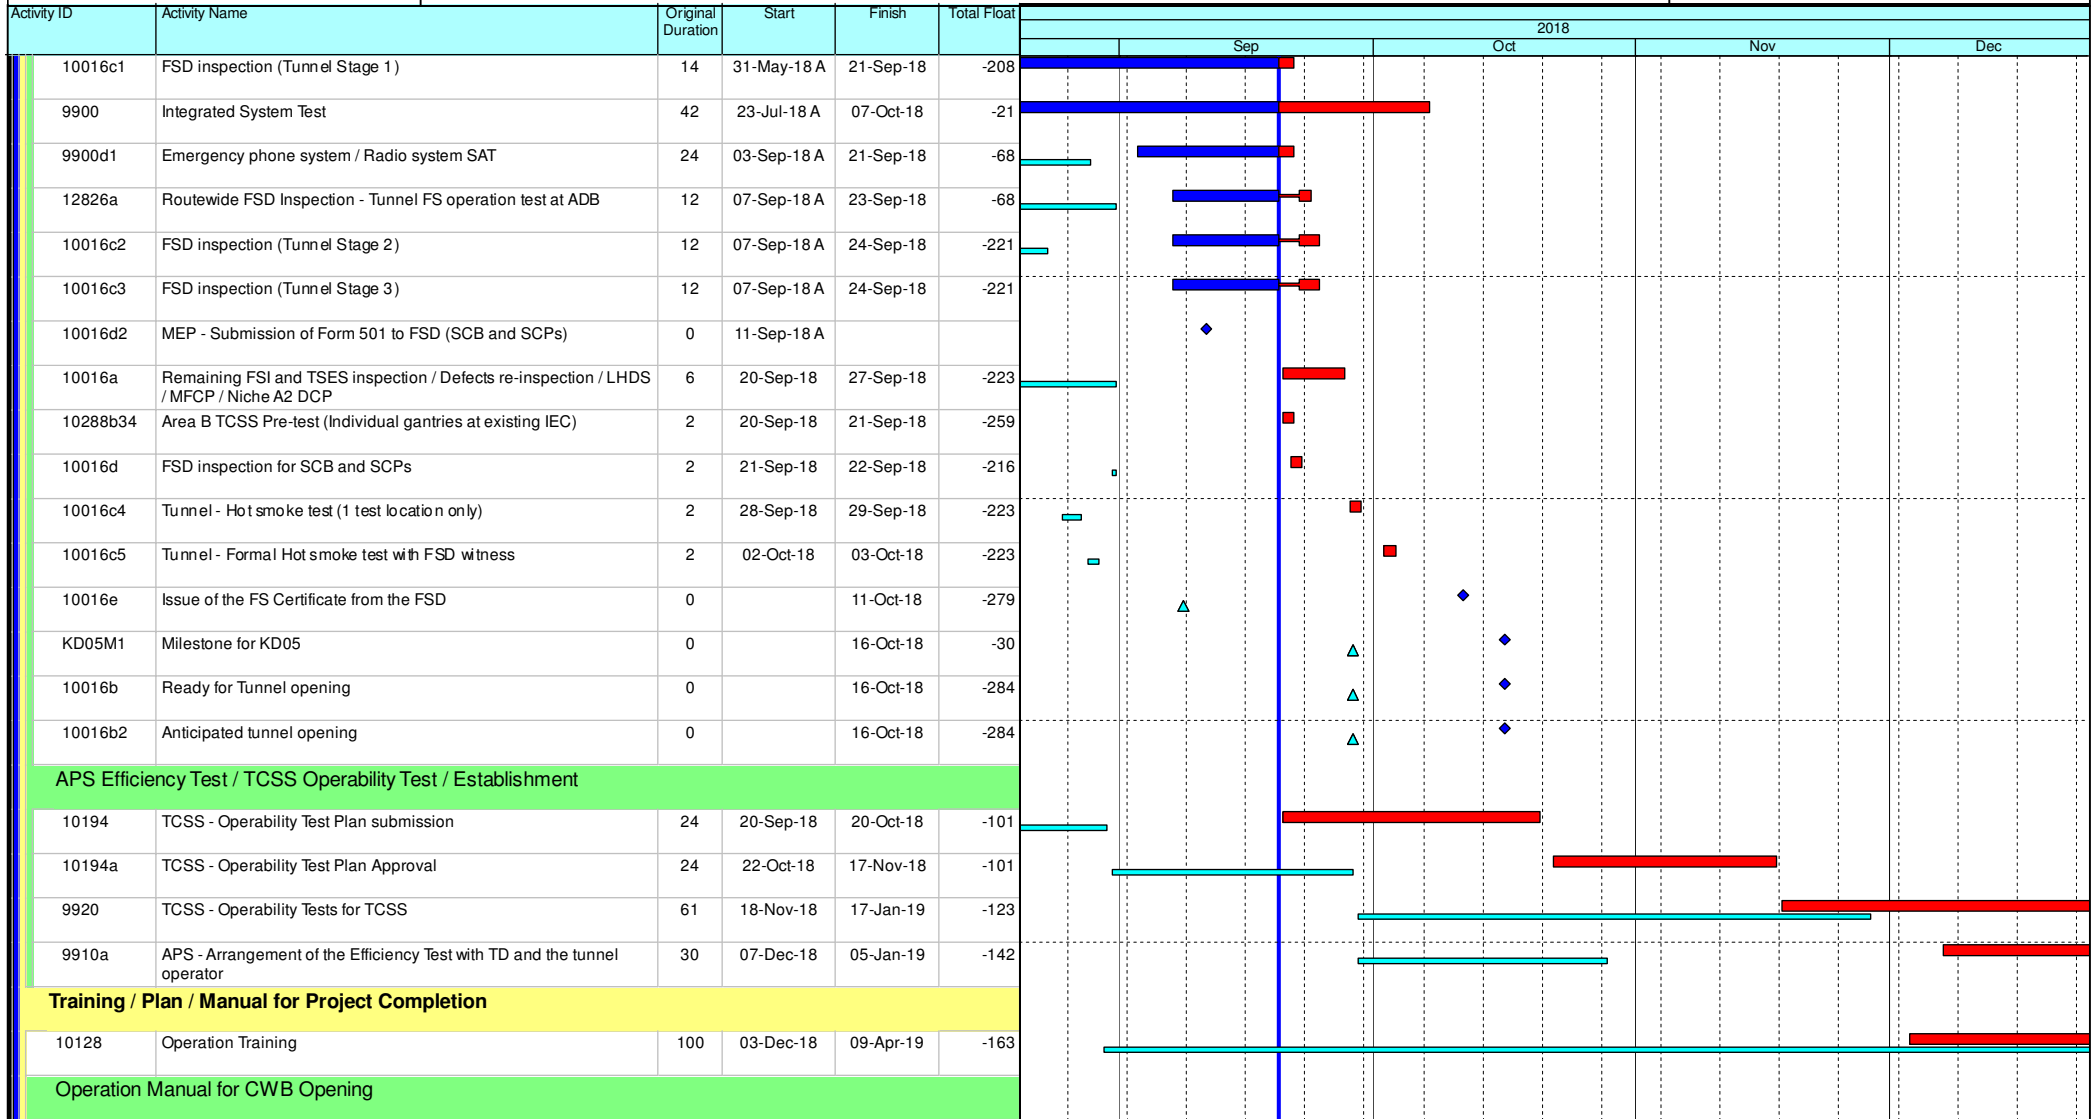 Activity ID Activity Name Original Duration Start Finish Total Float
2018
Sep Oct Nov Dec
10016c1 FSD inspection (Tunnel Stage 1) 14 31-May-18 A 21-Sep-18 -208
9900 Integrated System Test 42 23-Jul-18 A 07-Oct-18 -21
9900d1 Emergency phone system / Radio system SAT 24 03-Sep-18 A 21-Sep-18 -68
12826a Routewide FSD Inspection - Tunnel FS operation test at ADB 12 07-Sep-18 A 23-Sep-18 -68
10016c2 FSD inspection (Tunnel Stage 2) 12 07-Sep-18 A 24-Sep-18 -221
10016c3 FSD inspection (Tunnel Stage 3) 12 07-Sep-18 A 24-Sep-18 -221
10016d2 MEP - Submission of Form 501 to FSD (SCB and SCPs) 0 11-Sep-18 A
10016a Remaining FSI and TSES inspection / Defects re-inspection / LHDS 6 20-Sep-18 27-Sep-18 -223
/ MFCP / Niche A2 DCP
10288b34 Area B TCSS Pre-test (Individual gantries at existing IEC) 2 20-Sep-18 21-Sep-18 -259
10016d FSD inspection for SCB and SCPs 2 21-Sep-18 22-Sep-18 -216
10016c4 Tunnel - Hot smoke test (1 test location only) 2 28-Sep-18 29-Sep-18 -223
10016c5 Tunnel - Formal Hot smoke test with FSD witness 2 02-Oct-18 03-Oct-18 -223
10016e Issue of the FS Certificate from the FSD 0 11-Oct-18 -279
KD05M1 Milestone for KD05 0 16-Oct-18 -30
10016b Ready for Tunnel opening 0 16-Oct-18 -284
10016b2 Anticipated tunnel opening 0 16-Oct-18 -284
APS Efficiency Test / TCSS Operability Test / Establishment
10194 TCSS - Operability Test Plan submission 24 20-Sep-18 20-Oct-18 -101
10194a TCSS - Operability Test Plan Approval 24 22-Oct-18 17-Nov-18 -101
9920 TCSS - Operability Tests for TCSS 61 18-Nov-18 17-Jan-19 -123
9910a APS - Arrangement of the Efficiency Test with TD and the tunnel 30 07-Dec-18 05-Jan-19 -142
operator
Training / Plan / Manual for Project Completion
10128 Operation Training 100 03-Dec-18 09-Apr-19 -163
Operation Manual for CWB Opening